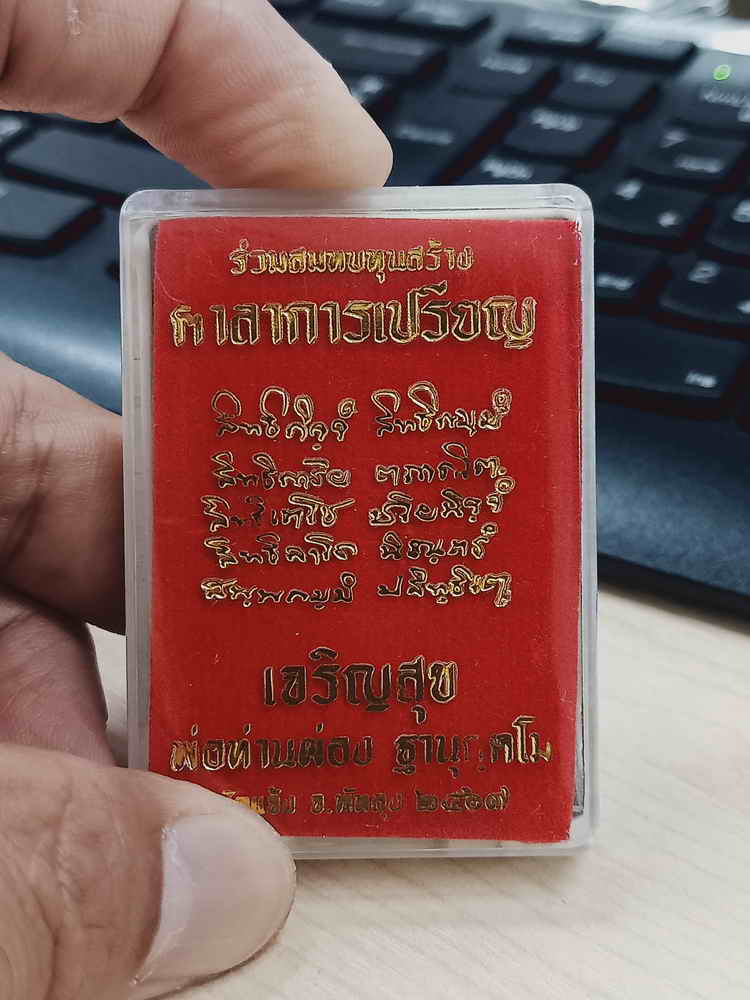 ร่วมสมทบทุนสร้าง
ศาลาการเปรียญ
สิทธิกิจจํ สิทธิกมฺมํ
สิทธิการิย ตถาคโต
สิทธิเตโช ชัยสิทธิ
สิทธิลาโภ นิรนฺตรํ
สพฺพกมฺมํ ปสิทฺธิเม
เจริญสุข
พ่อท่านผ่อง ฐานุตฺตโม
จ.พัทลุง ๒๕๖๗